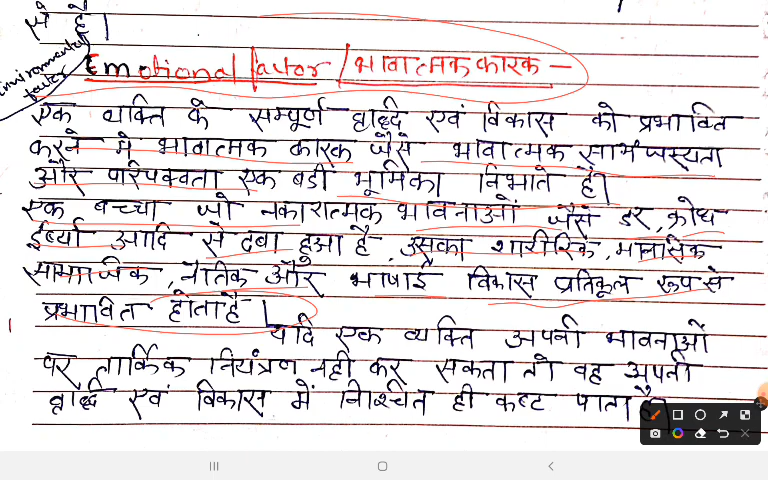 से है।
Environmental
factor
Emotional factor / भावात्मक कारक -
एक व्यक्ति के सम्पूर्ण वृद्धि एवं विकास को प्रभावित
करने मे भावात्मक कारक जैसे भावात्मक सामंजस्यता
और परिपक्वता एक बडी भूमिका निभाते है।
एक बच्चा जो नकारात्मक भावनाओं जैसे डर, क्रोध
ईर्ष्या आदि से दबा हुआ है, उसका शारीरिक, मानसिक
सामाजिक, नैतिक और भाषाई विकास प्रतिकूल रूप से
प्रभावित होता है।
यदि एक व्यक्ति अपनी भावनाओं
पर तार्किक नियंत्रण नही कर सकता तो वह अपनी
वृद्धि एवं विकास में निश्चित ही कष्ट पाता है।